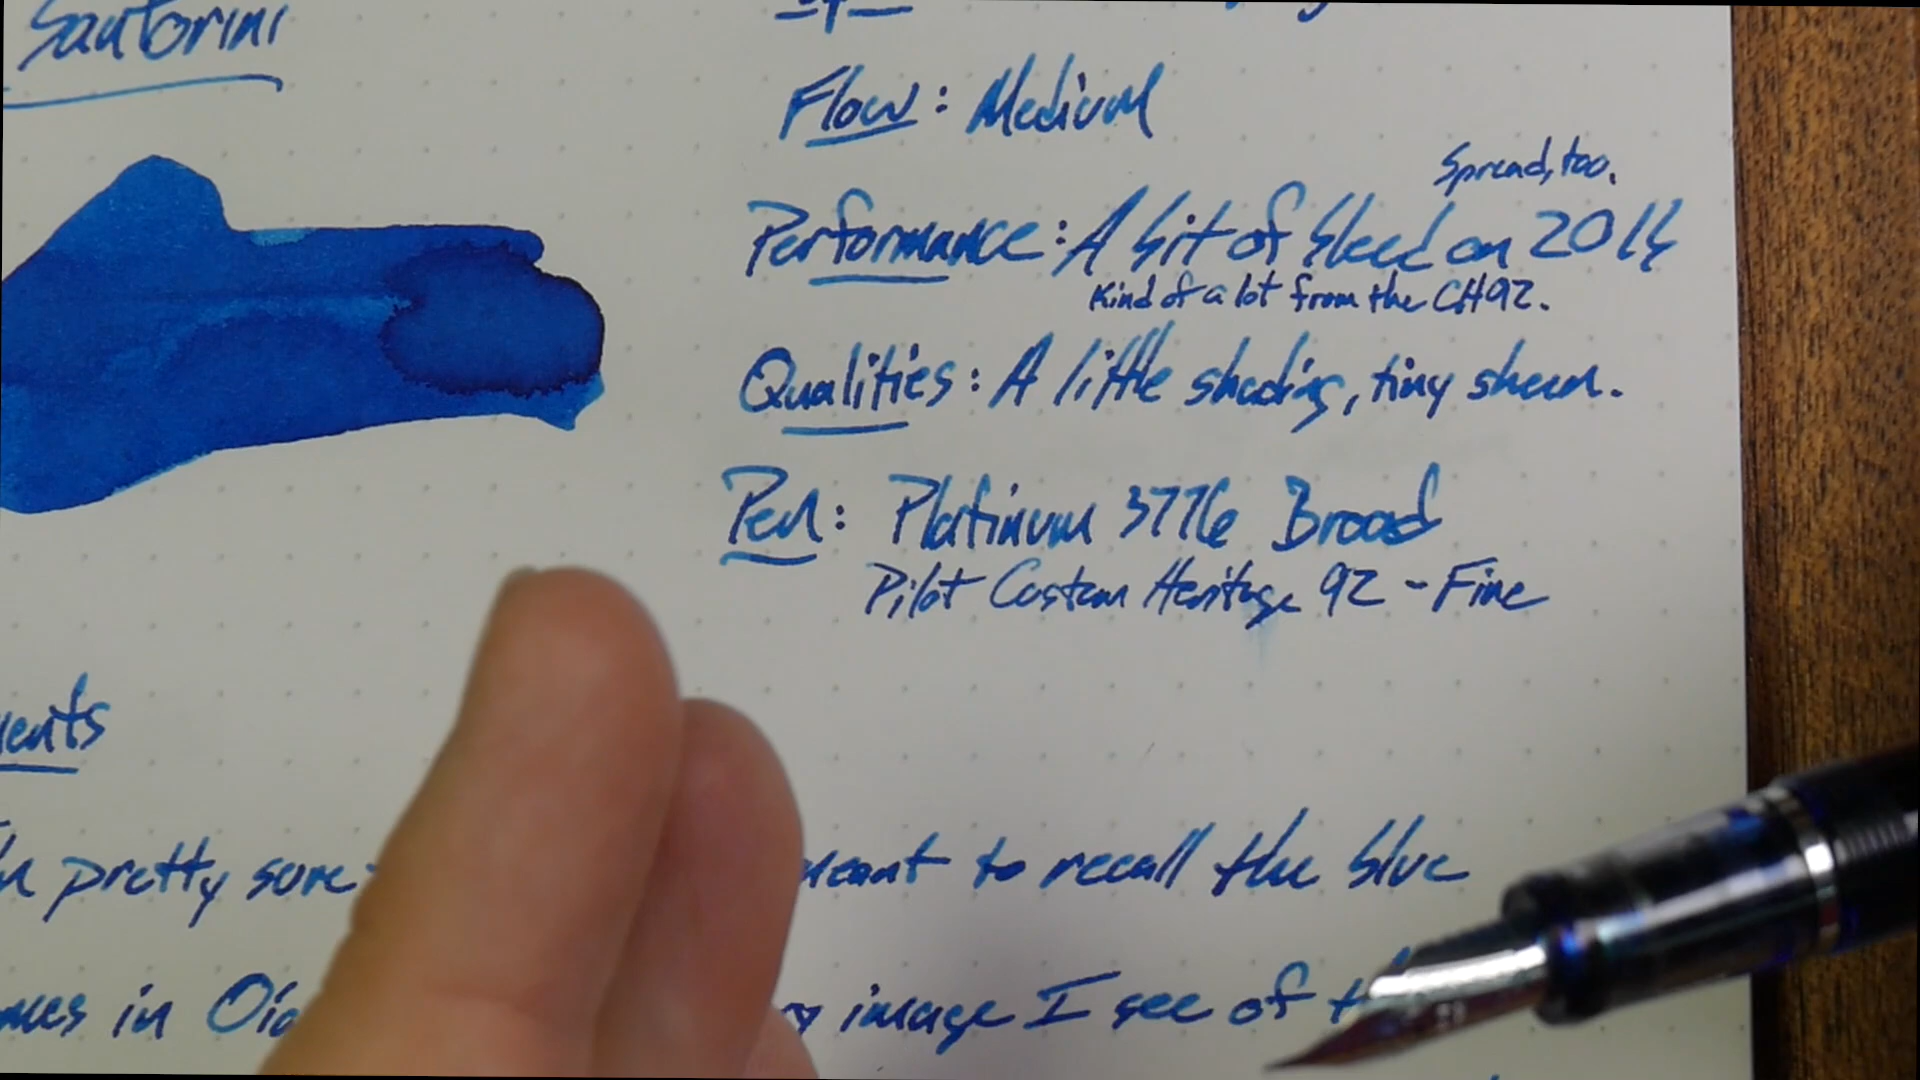 Santorini
Flow: Medium
Spread, too.
Performance: A bit of bleed on 20lb
Kind of a lot from the CH92.
Qualities: A little shading, tiny sheen.
Pen: Platinum 3776 Broad
Pilot Custom Heritage 92 - Fine
ents
pretty sure meant to recall the blue
in Oia image I see of